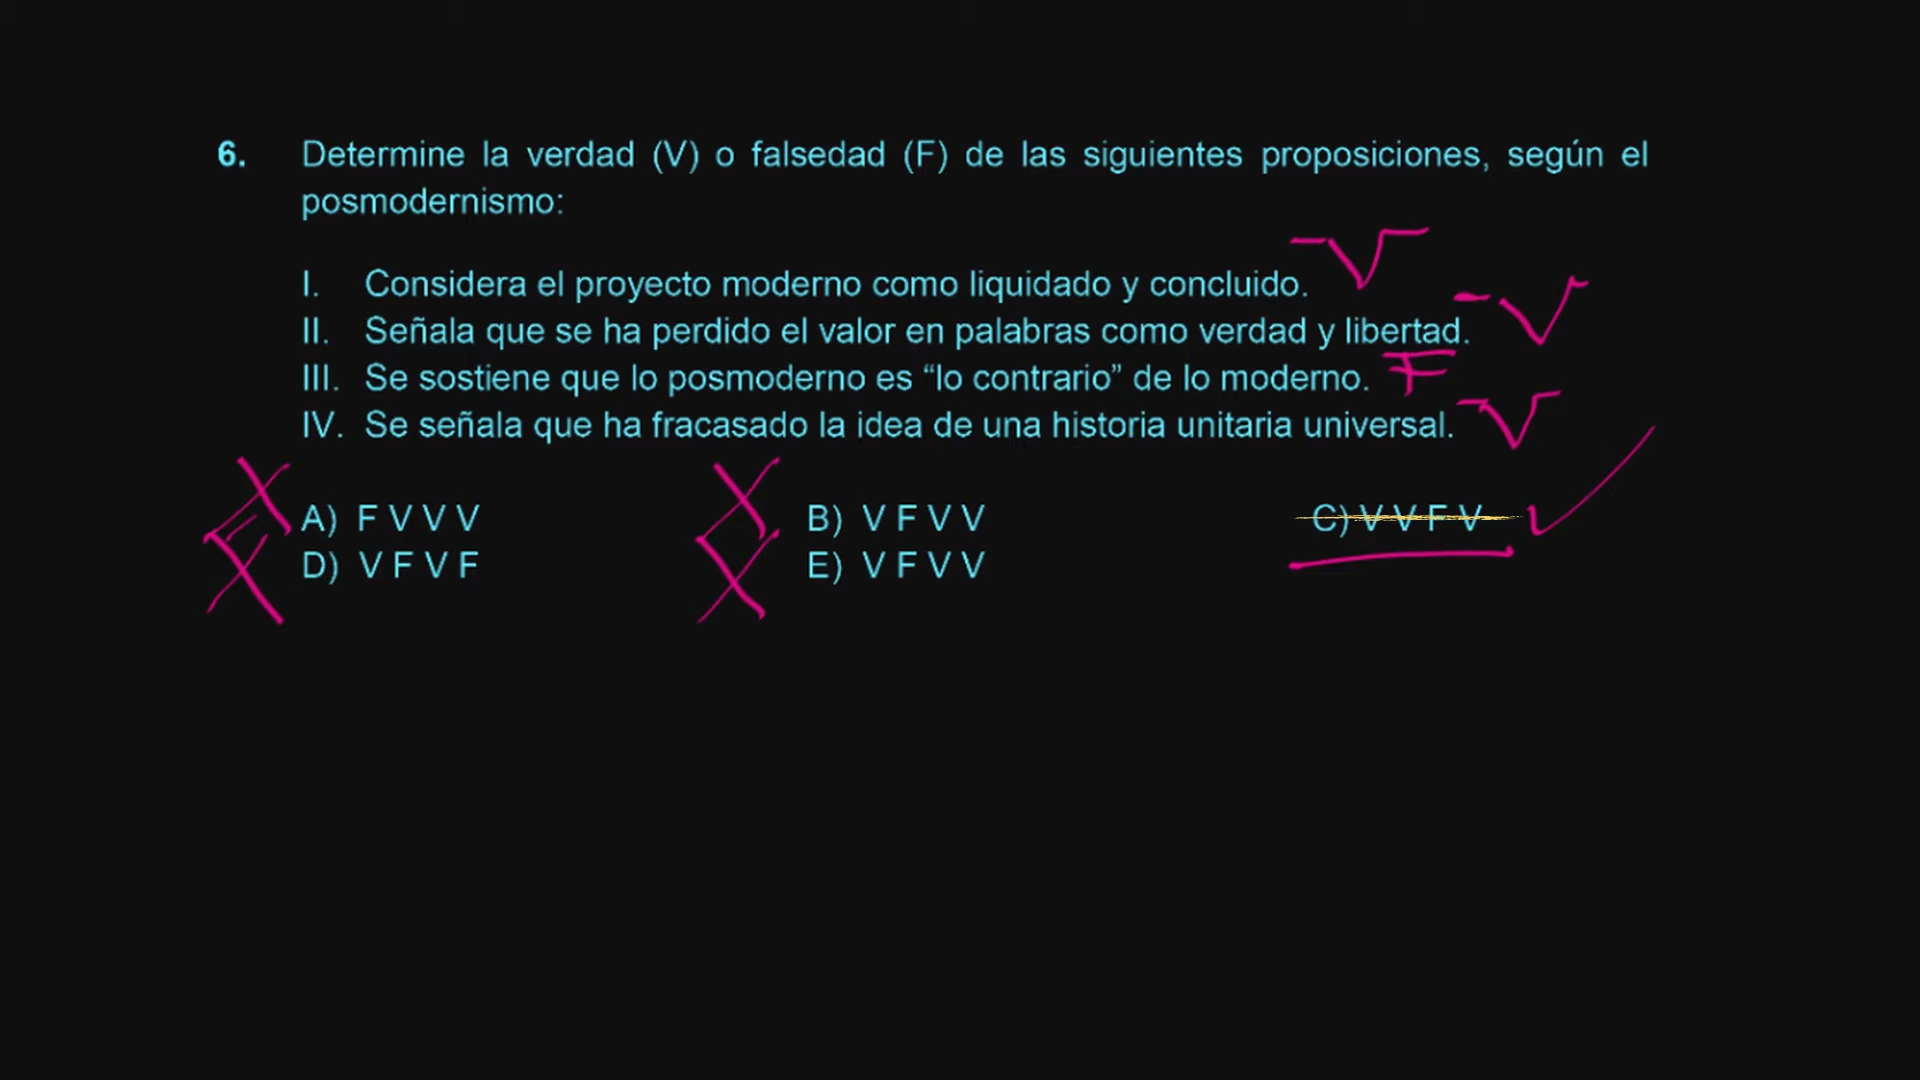 6. Determine la verdad (V) o falsedad (F) de las siguientes proposiciones, según el
posmodernismo:
I. Considera el proyecto moderno como liquidado y concluido. V
II. Señala que se ha perdido el valor en palabras como verdad y libertad. V
III. Se sostiene que lo posmoderno es “lo contrario” de lo moderno. F
IV. Se señala que ha fracasado la idea de una historia unitaria universal. V
A) F V V V B) V F V V C) V V F V
D) V F V F E) V F V V